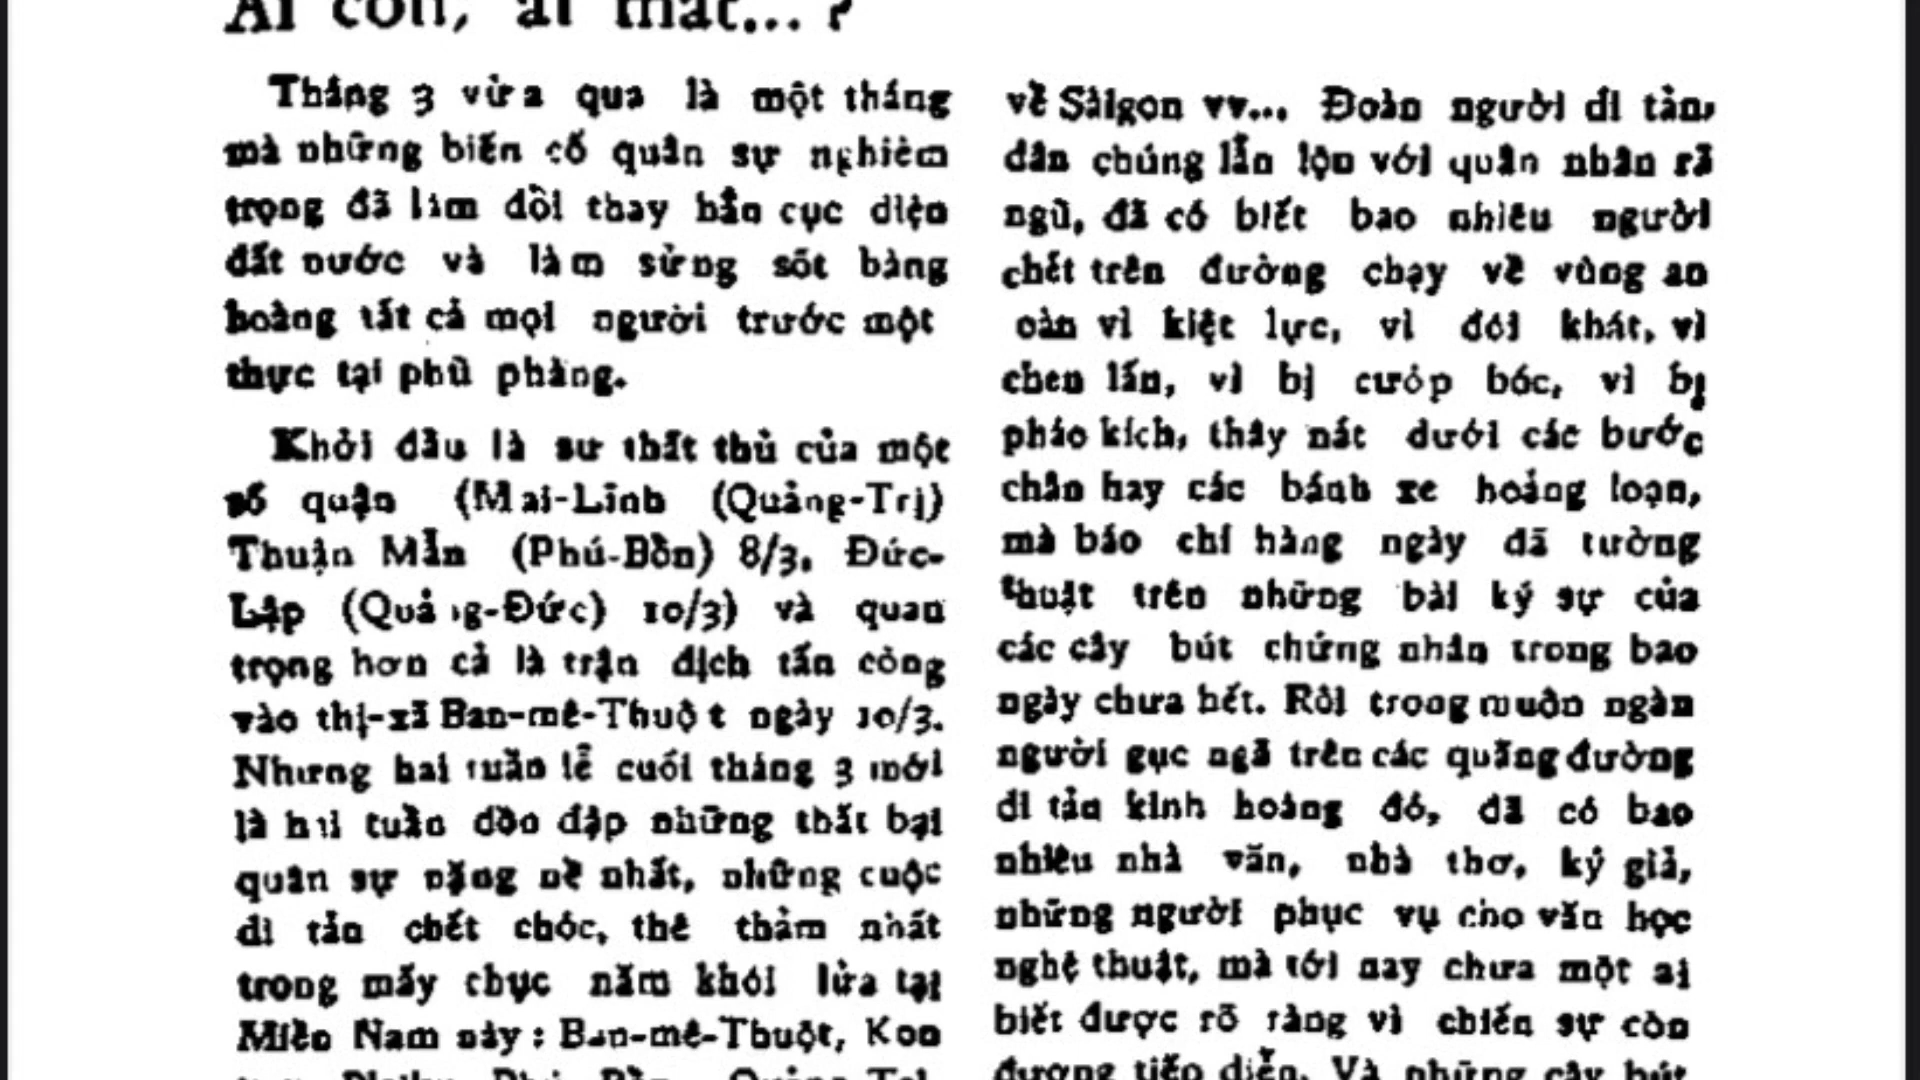 Ai còn, ai mất...?
Tháng 3 vừa qua là một tháng
mà những biến cố quân sự nghiêm
trọng đã làm đổi thay hẳn cục diện
đất nước và làm sửng sốt bàng
hoàng tất cả mọi người trước một
thực tại phũ phàng.
Khởi đầu là sư thất thủ của một
số quận (Mai-Lĩnh (Quảng-Trị)
Thuận Mẫn (Phú-Bồn) 8/3, Đức-
Lập (Quảng-Đức) 10/3) và quan
trọng hơn cả là trận địch tấn công
vào thị-xã Ban-mê-Thuột ngày 10/3.
Nhưng hai tuần lễ cuối tháng 3 mới
là hai tuần dồn dập những thất bại
quân sự nặng nề nhất, những cuộc
di tản chết chóc, thê thảm nhất
trong mấy chục năm khói lửa tại
Miền Nam này : Ban-mê-Thuột, Kon
về Sàigon vv... Đoàn người di tản,
dân chúng lẫn lộn với quân nhân rã
ngũ, đã có biết bao nhiêu người
chết trên đường chạy về vùng an
oàn vì kiệt lực, vì đói khát, vì
chen lấn, vì bị cướp bóc, vì bị
pháo kích, thây nát dưới các bước
chân hay các bánh xe hoảng loạn,
mà báo chí hàng ngày đã tường
thuật trên những bài ký sự của
các cây bút chứng nhân trong bao
ngày chưa hết. Rồi trong muôn ngàn
người gục ngã trên các quãng đường
di tản kinh hoàng đó, đã có bao
nhiêu nhà văn, nhà thơ, ký giả,
những người phục vụ cho văn học
nghệ thuật, mà tới nay chưa một ai
biết được rõ ràng vì chiến sự còn
đương tiếp diễn. Và những cây bút